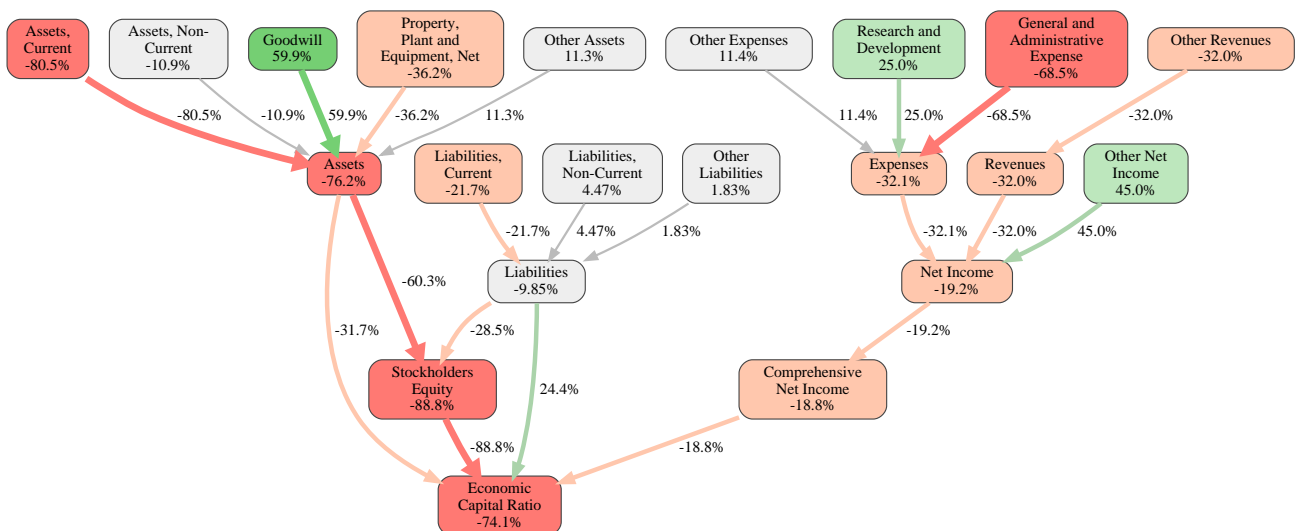 Assets,
Current
-80.5%
Assets, Non-
Current
-10.9%
Goodwill
59.9%
Property,
Plant and
Equipment, Net
-36.2%
Other Assets
11.3%
Other Expenses
11.4%
Research and
Development
25.0%
General and
Administrative
Expense
-68.5%
Other Revenues
-32.0%
-80.5%
-10.9%
59.9%
-36.2%
11.3%
11.4%
25.0%
-68.5%
-32.0%
Assets
-76.2%
Liabilities,
Current
-21.7%
Liabilities,
Non-Current
4.47%
Other
Liabilities
1.83%
Expenses
-32.1%
Revenues
-32.0%
Other Net
Income
45.0%
-21.7%
4.47%
1.83%
-32.1%
-32.0%
45.0%
Liabilities
-9.85%
Net Income
-19.2%
-60.3%
-31.7%
-28.5%
-19.2%
Stockholders
Equity
-88.8%
24.4%
Comprehensive
Net Income
-18.8%
-88.8%
-18.8%
Economic
Capital Ratio
-74.1%